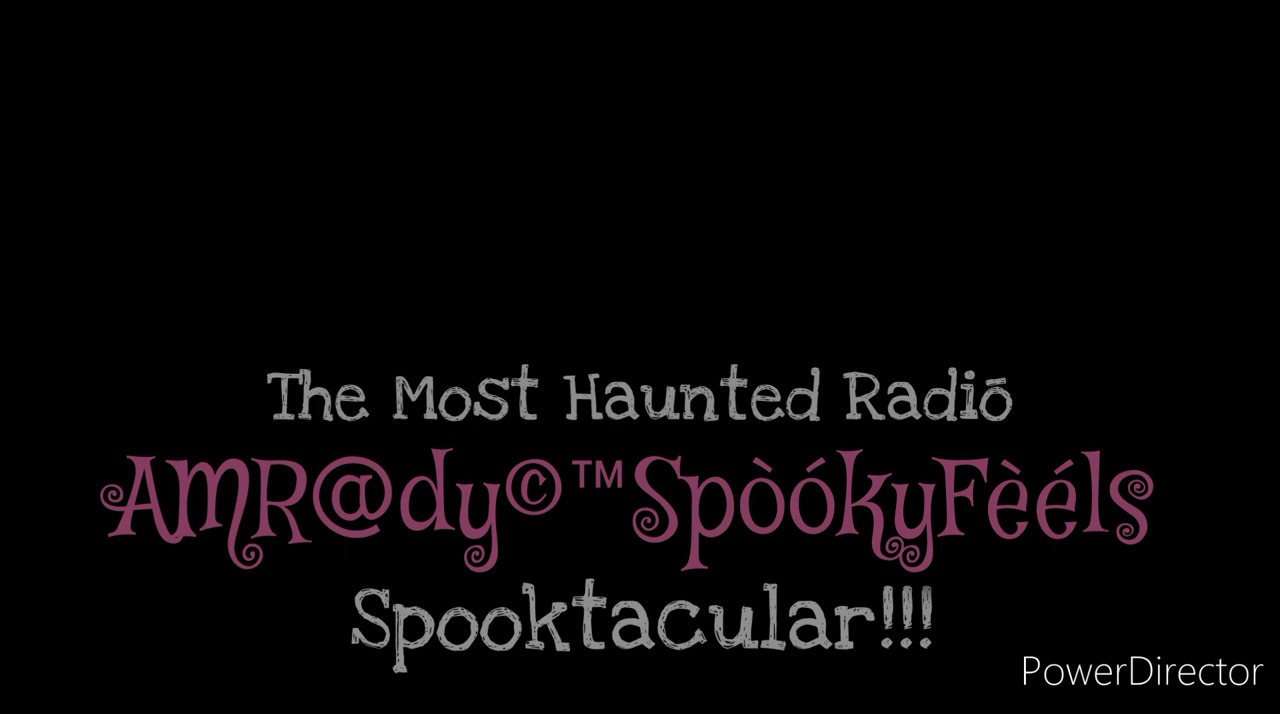 The Most Haunted Radiō
AMR@dy©™SpòókyFèéls
Spooktacular!!!
PowerDirector